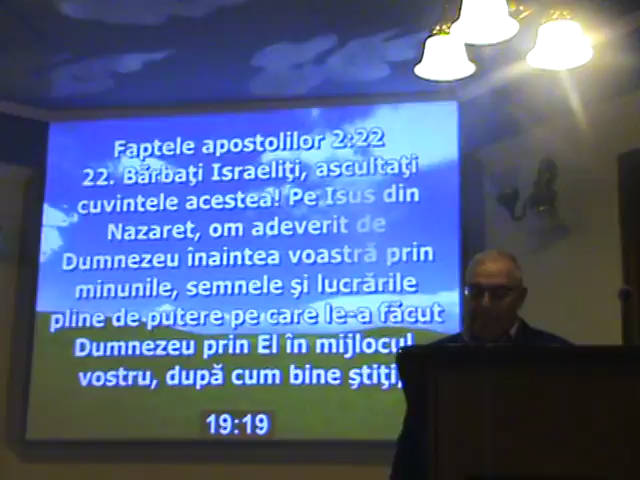 Faptele apostolilor 2:22
22. Bărbaţi Israeliţi, ascultaţi
cuvintele acestea! Pe Isus din
Nazaret, om adeverit de
Dumnezeu înaintea voastră prin
minunile, semnele şi lucrările
pline de putere pe care le-a făcut
Dumnezeu prin El în mijlocul
vostru, după cum bine ştiţi,
19:19